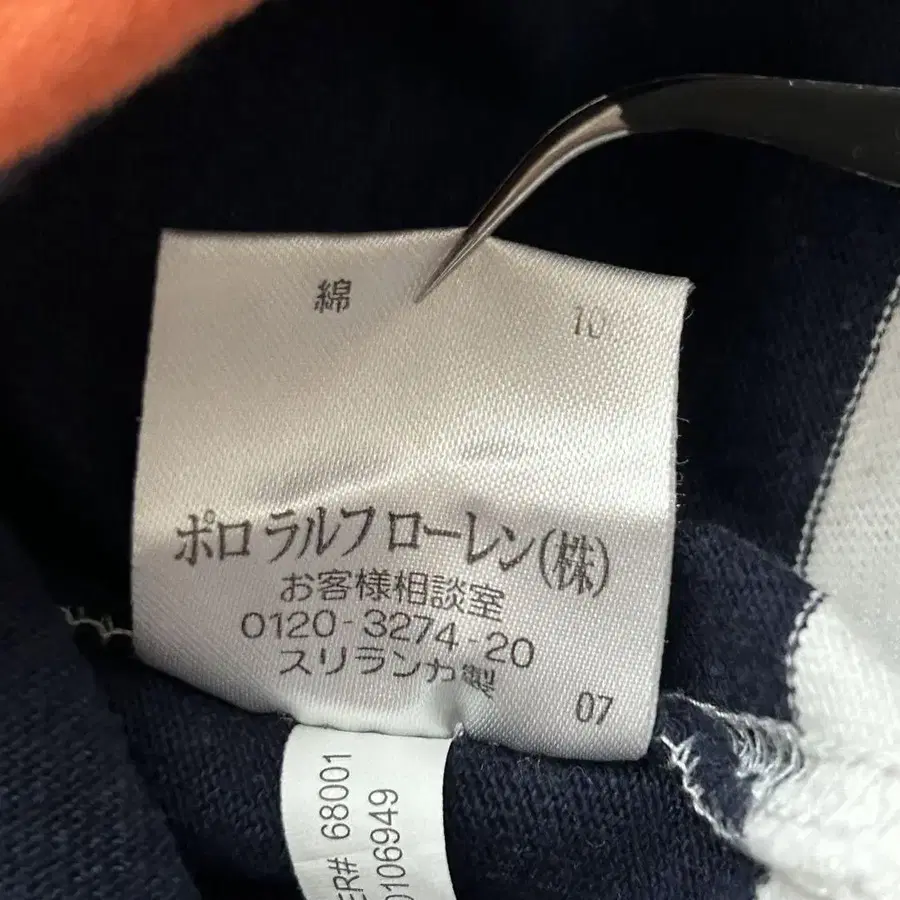 綿 10
ポロ ラルフ ローレン(株)
お客様相談室
0120-3274-20
スリランカ製
07
ER# 68001
0106949